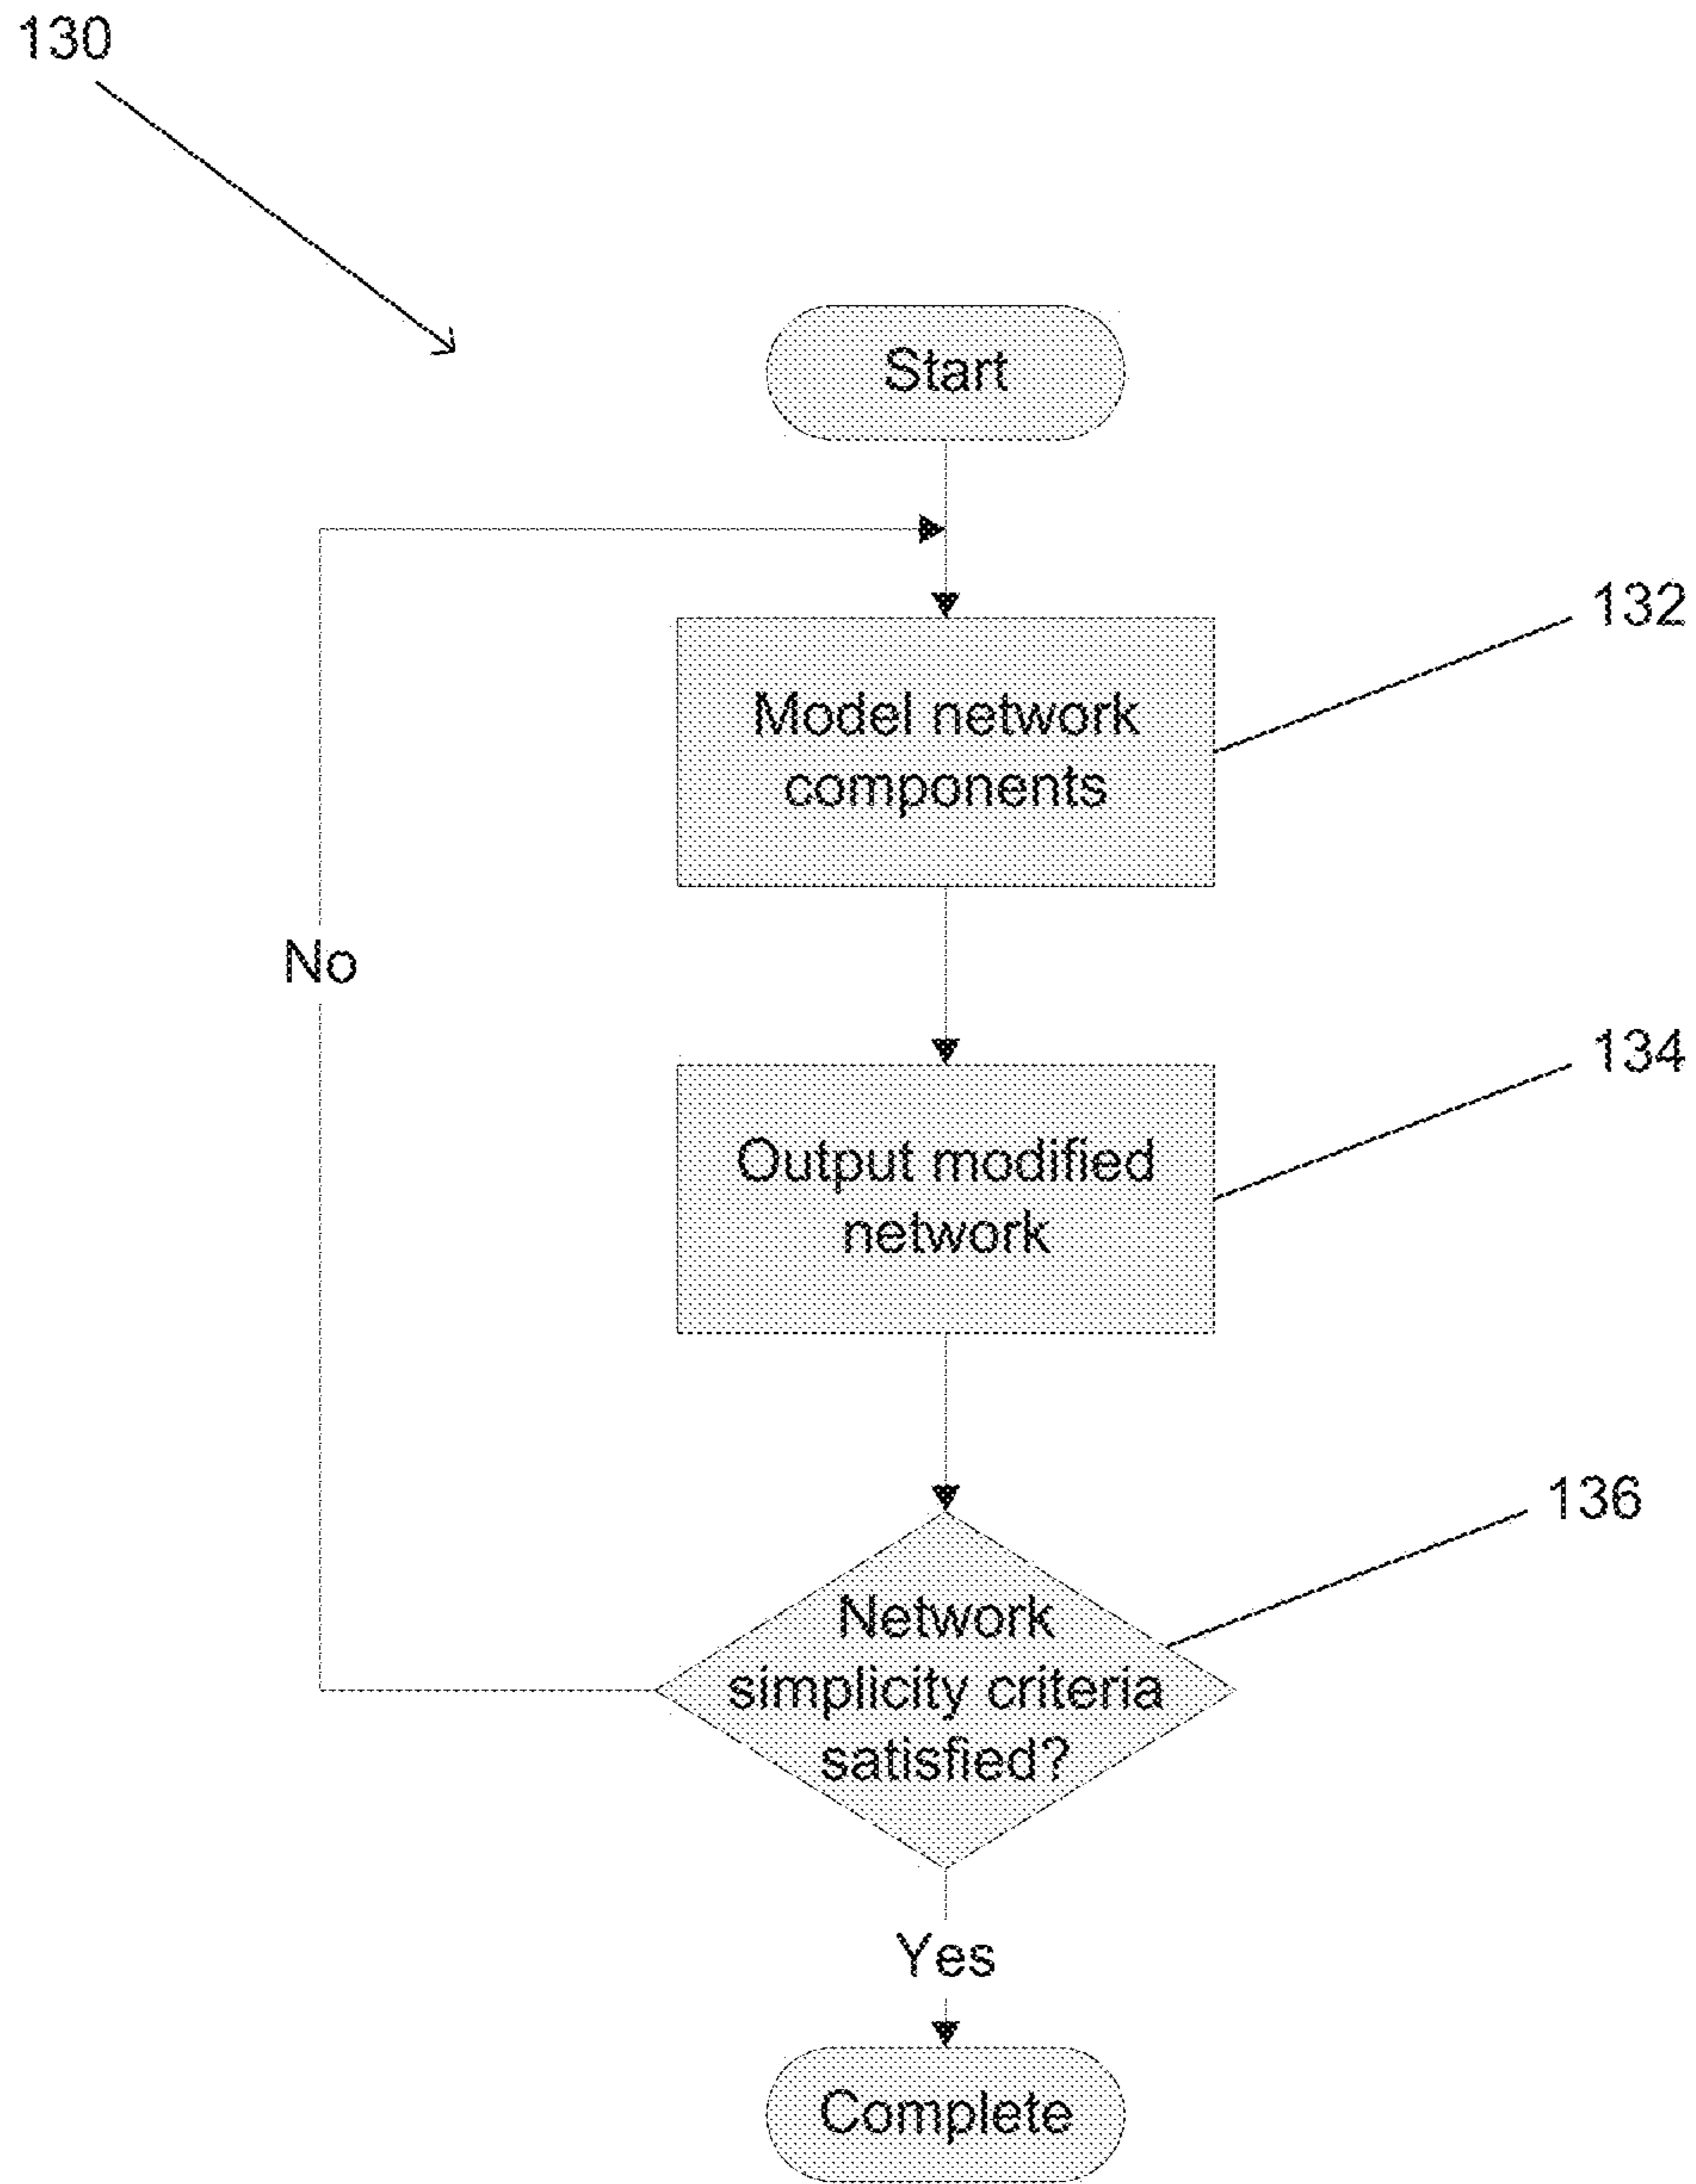 130
Start
132
Model network
components
No
134
Output modified
network
136
Network
simplicity criteria
satisfied?
Yes
Complete